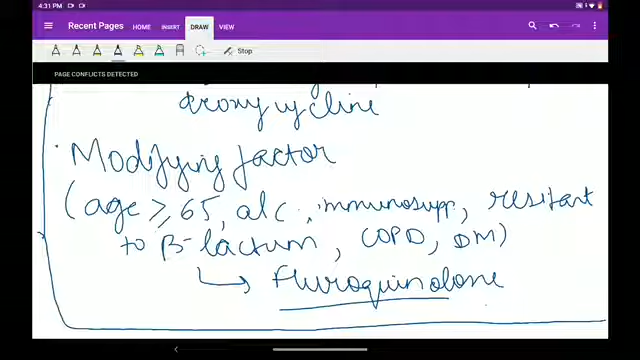 4:31 PM
Recent Pages HOME INSERT DRAW VIEW
Stop
PAGE CONFLICTS DETECTED
doxycycline
• Modifying factor
(age ≥ 65, alc., immunosupp., resistant
to β-lactum, COPD, DM)
↳ Fluroquinolone